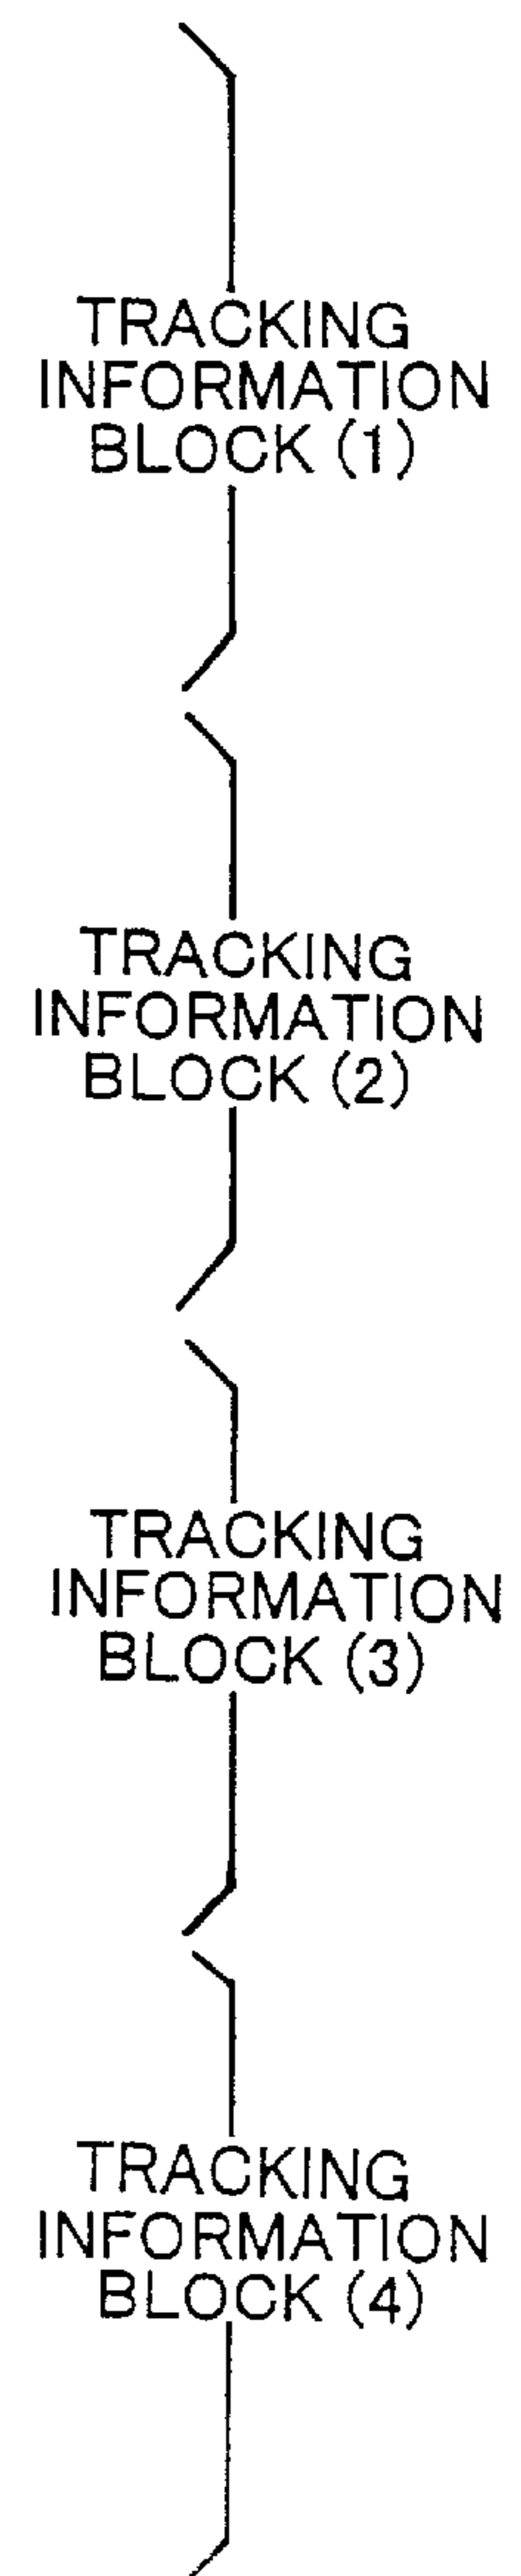 TRACKING
INFORMATION
BLOCK (1)
TRACKING
INFORMATION
BLOCK (2)
TRACKING
INFORMATION
BLOCK (3)
TRACKING
INFORMATION
BLOCK (4)